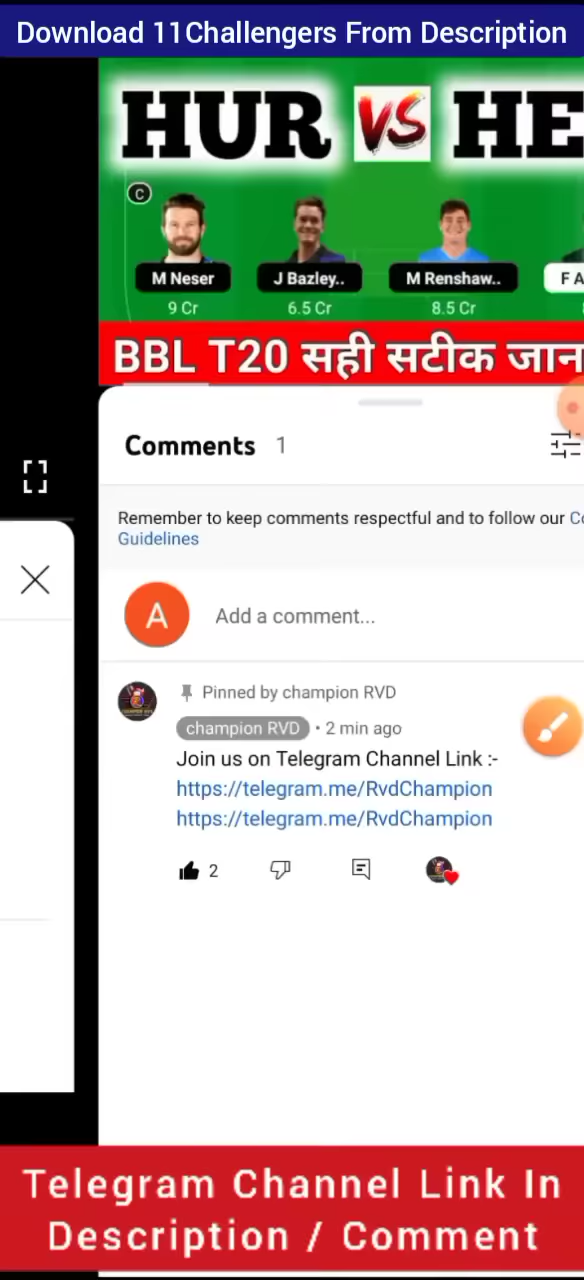 Download 11Challengers From Description
HUR VS HE
C
M Neser
J Bazley..
M Renshaw..
F A
9 Cr
6.5 Cr
8.5 Cr
BBL T20 सही सटीक जान
Comments 1
Remember to keep comments respectful and to follow our Co
Guidelines
A
Add a comment...
Pinned by champion RVD
champion RVD • 2 min ago
Join us on Telegram Channel Link :-
https://telegram.me/RvdChampion
https://telegram.me/RvdChampion
2
Telegram Channel Link In
Description / Comment